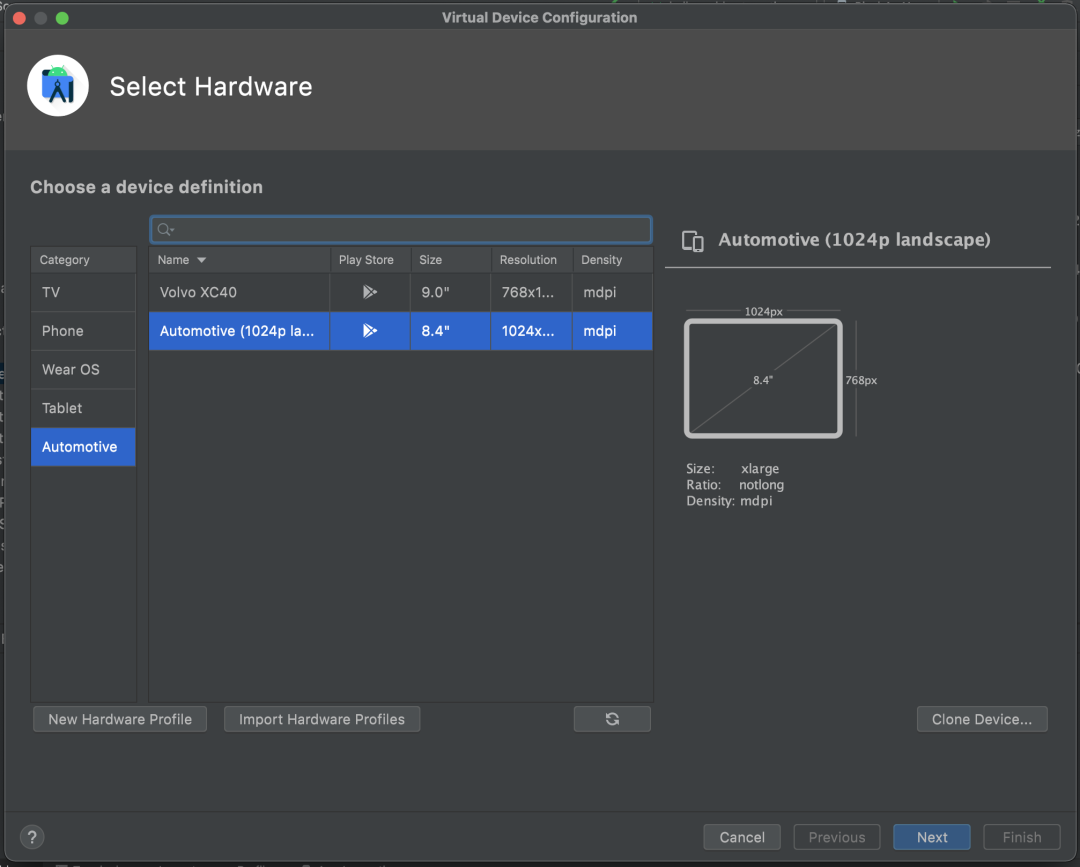 Virtual Device Configuration
Select Hardware
Choose a device definition
Category
TV
Phone
Wear OS
Tablet
Automotive
Name Play Store Size Resolution Density
Volvo XC40 9.0" 768x1... mdpi
Automotive (1024p la... 8.4" 1024x... mdpi
Automotive (1024p landscape)
1024px
8.4"
768px
Size: xlarge
Ratio: notlong
Density: mdpi
New Hardware Profile
Import Hardware Profiles
Clone Device...
?
Cancel
Previous
Next
Finish